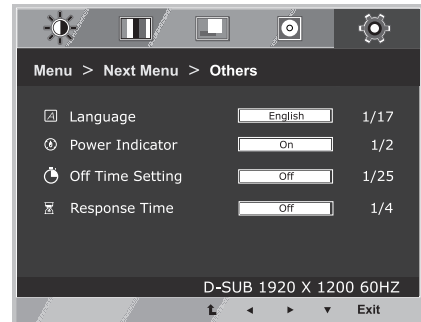 Menu > Next Menu > Others
Language English 1/17
Power Indicator On 1/2
Off Time Setting Off 1/25
Response Time Off 1/4
D-SUB 1920 X 1200 60HZ
Exit